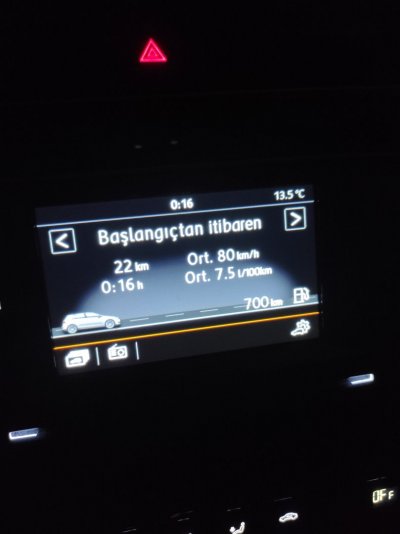 0:16
13.5 °C
Başlangıçtan Itibaren
22 km Ort. 80 km/h
0:16 h Ort. 7.5 l/100km
700 km
OFF